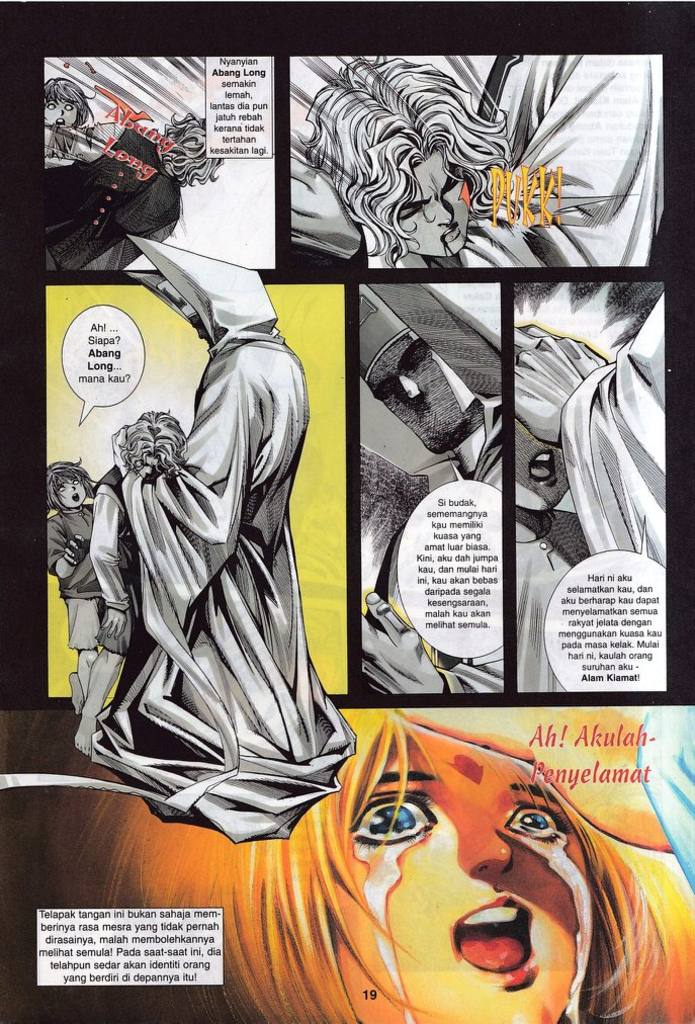 Nyanyian
Abang Long
semakin
lemah,
lantas dia pun
jatuh rebah
kerana tidak
tertahan
kesakitan lagi.
Abang
Long
PUKK!
Ah! ...
Siapa?
Abang
Long...
mana kau?
Si budak,
sememangnya
kau memiliki
kuasa yang
amat luar biasa.
Kini, aku dah jumpa
kau, dan mulai hari
ini, kau akan bebas
daripada segala
kesengsaraan,
malah kau akan
melihat semula.
Hari ni aku
selamatkan kau, dan
aku berharap kau dapat
menyelamatkan semua
rakyat jelata dengan
menggunakan kuasa kau
pada masa kelak. Mulai
hari ni, kaulah orang
suruhan aku -
Alam Kiamat!
Ah! Akulah-
Penyelamat
Telapak tangan ini bukan sahaja mem-
berinya rasa mesra yang tidak pernah
dirasainya, malah membolehkannya
melihat semula! Pada saat-saat ini, dia
telahpun sedar akan identiti orang
yang berdiri di depannya itu!
19